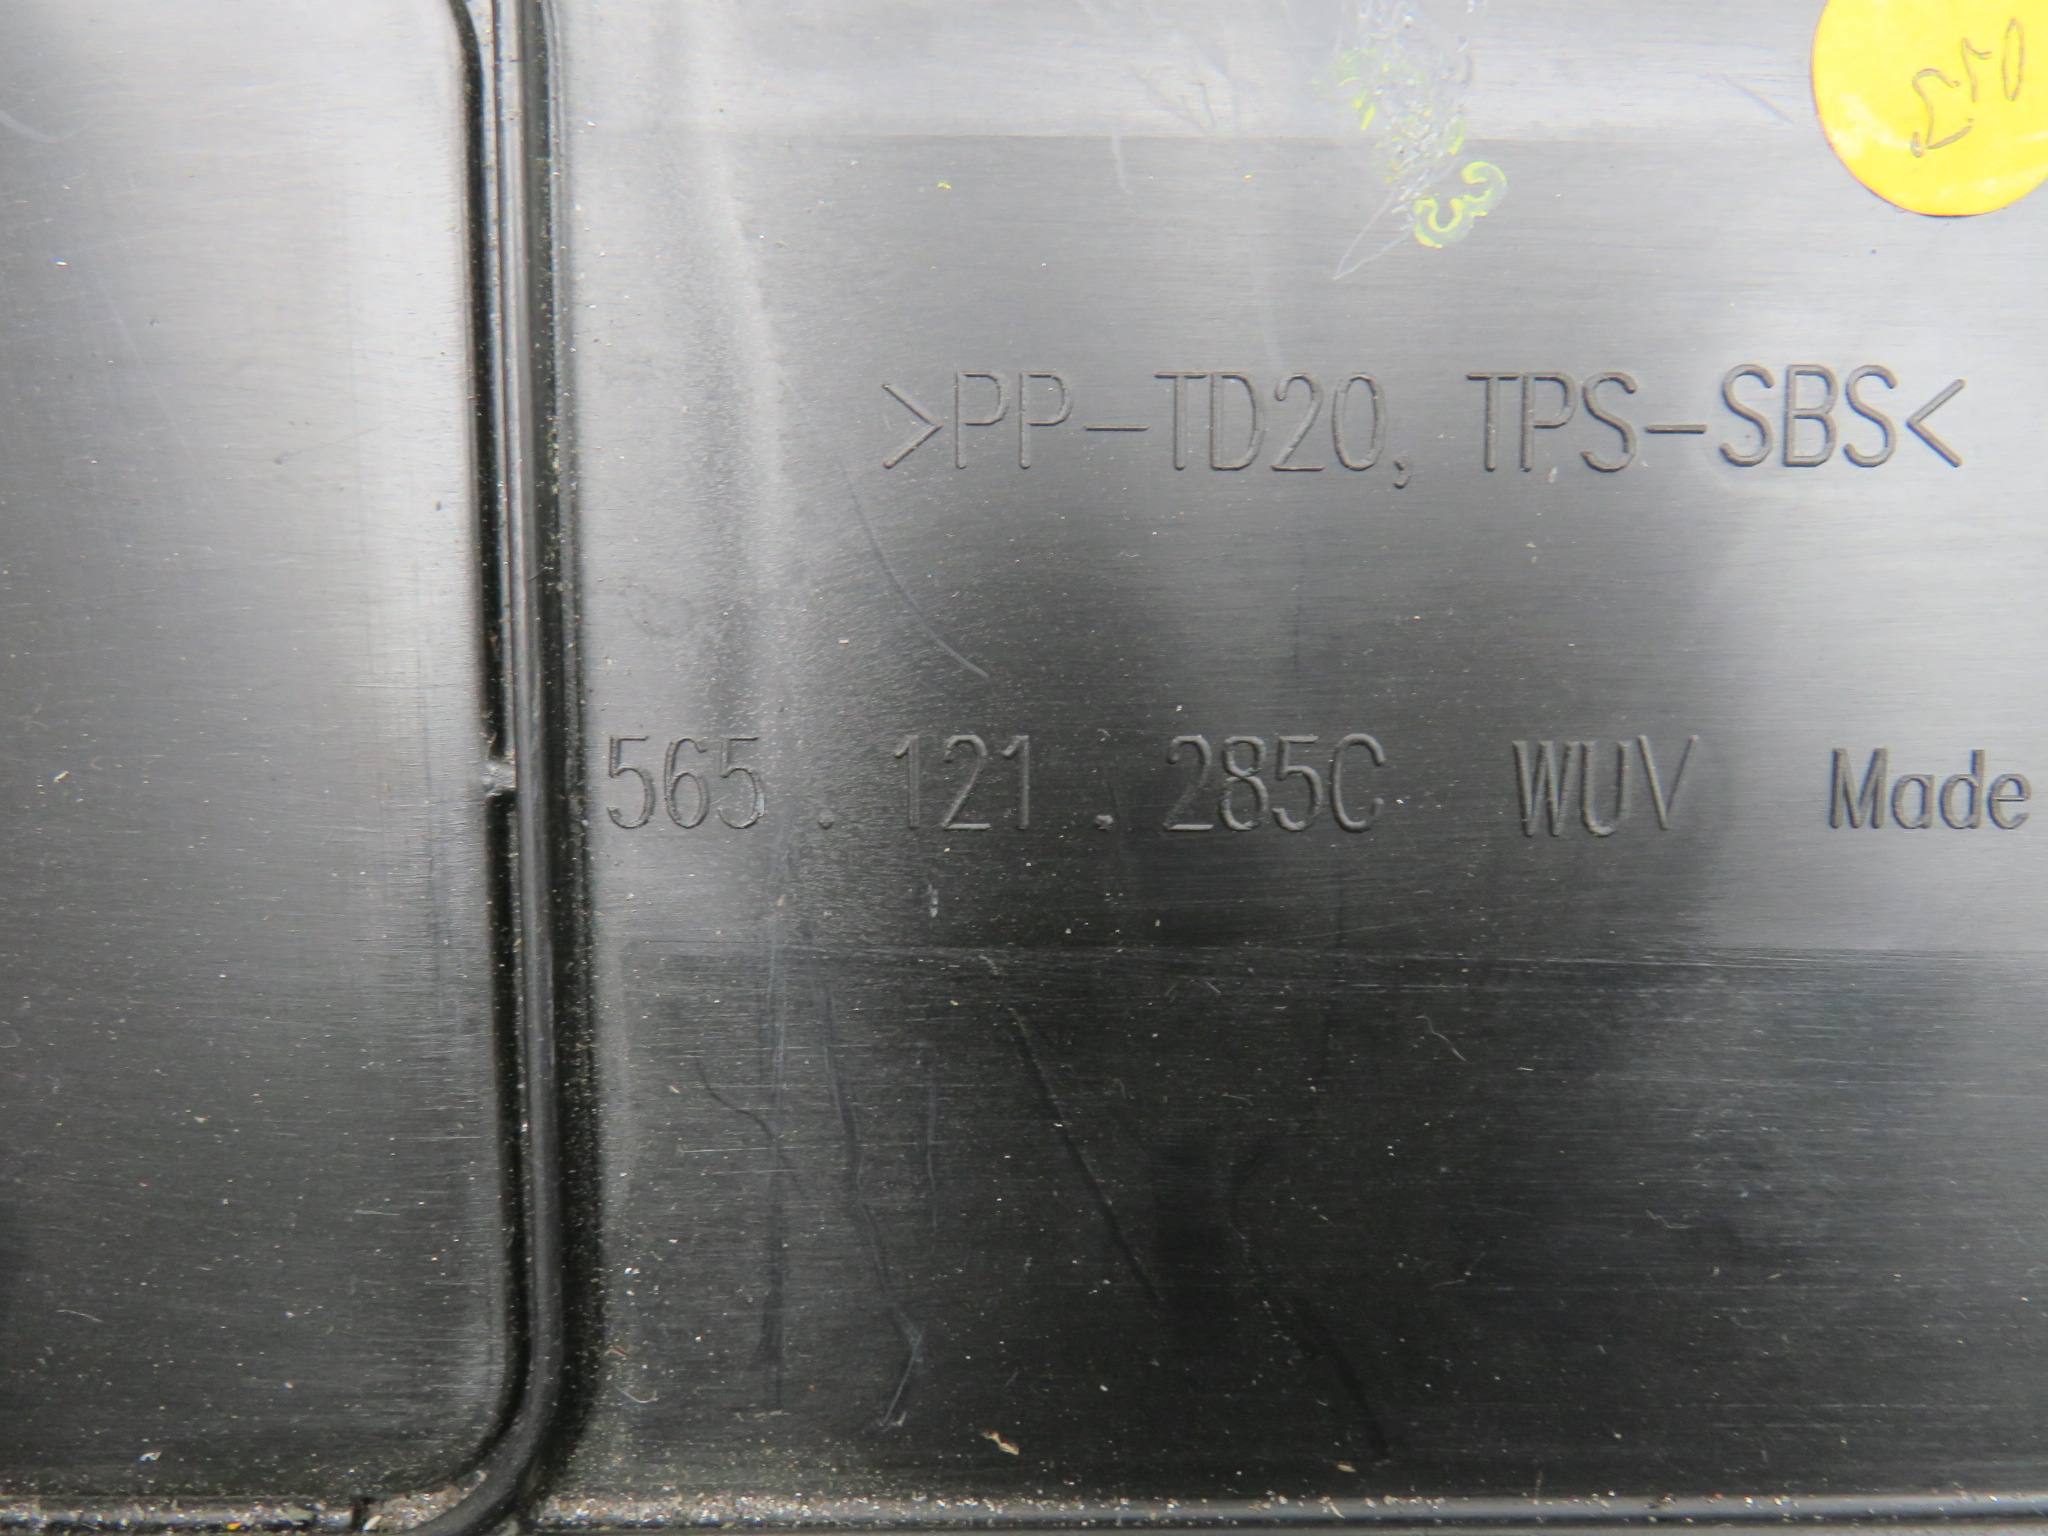 >PP-TD20, TPS-SBS<
565.121.285C WUV Made